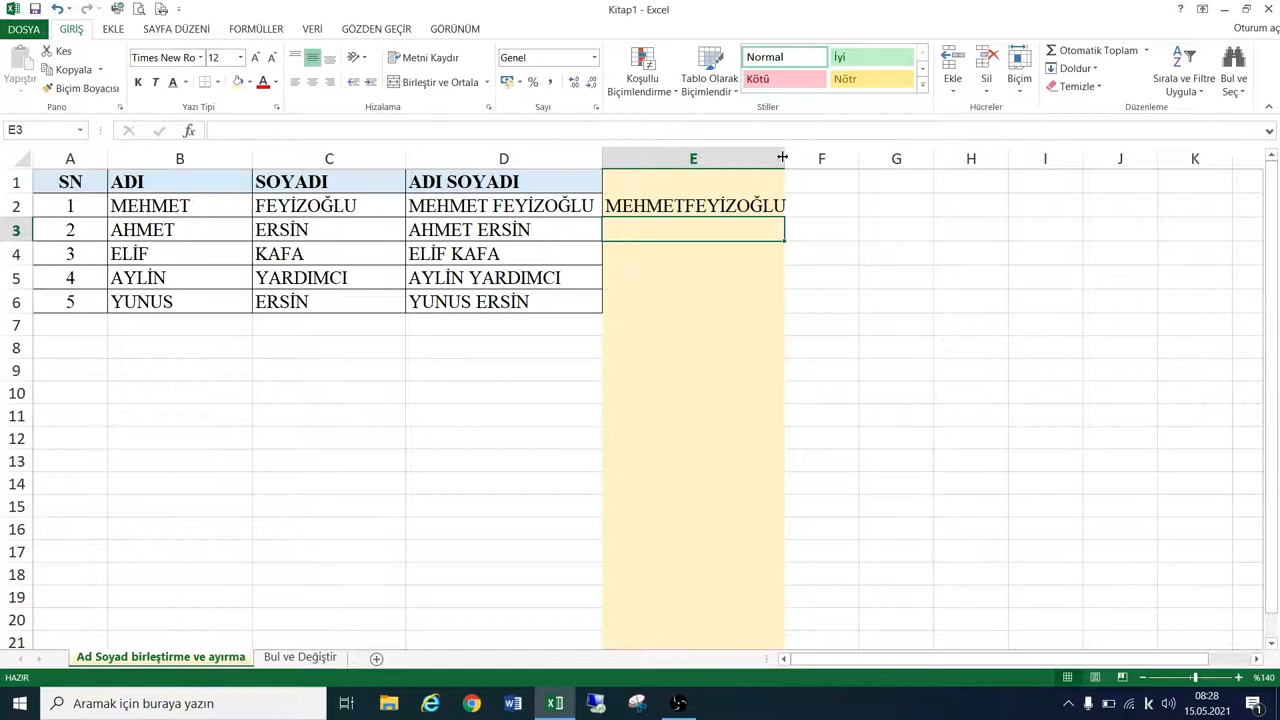 Kitap1 - Excel
DOSYA GİRİŞ EKLE SAYFA DÜZENİ FORMÜLLER VERİ GÖZDEN GEÇİR GÖRÜNÜM
Oturum aç
Yapıştır
Kes
Kopyala
Biçim Boyacısı
Pano
Times New Ro 12
K T A
Yazı Tipi
Metni Kaydır
Birleştir ve Ortala
Hizalama
Genel
Sayı
Koşullu Biçimlendirme
Tablo Olarak Biçimlendir
Normal İyi
Kötü Nötr
Stiller
Ekle Sil Biçim
Hücreler
Otomatik Toplam
Doldur
Temizle
Sırala ve Filtre Uygula
Bul ve Seç
Düzenleme
E3 fx
A B C D E F G H I J K
1 SN ADI SOYADI ADI SOYADI
2 1 MEHMET FEYİZOĞLU MEHMET FEYİZOĞLU MEHMETFEYİZOĞLU
3 2 AHMET ERSİN AHMET ERSİN
4 3 ELİF KAFA ELİF KAFA
5 4 AYLİN YARDIMCI AYLİN YARDIMCI
6 5 YUNUS ERSİN YUNUS ERSİN
7
8
9
10
11
12
13
14
15
16
17
18
19
20
21
Ad Soyad birleştirme ve ayırma Bul ve Değiştir
HAZIR %140
Aramak için buraya yazın
08:28
15.05.2021